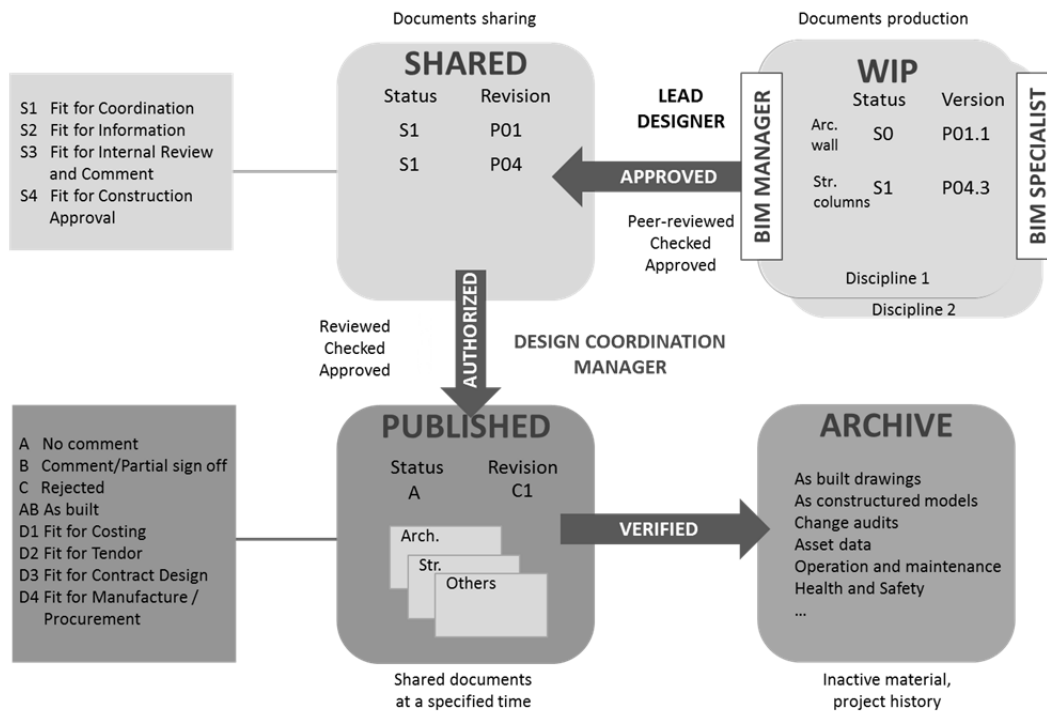 Documents sharing
Documents production
SHARED
Status Revision
S1 P01
S1 P04
S1 Fit for Coordination
S2 Fit for Information
S3 Fit for Internal Review
and Comment
S4 Fit for Construction
Approval
LEAD
DESIGNER
APPROVED
Peer-reviewed
Checked
Approved
WIP
Status Version
Arc.
wall
S0 P01.1
Str.
columns
S1 P04.3
BIM MANAGER
BIM SPECIALIST
Discipline 1
Discipline 2
Reviewed
Checked
Approved
AUTHORIZED
DESIGN COORDINATION
MANAGER
A No comment
B Comment/Partial sign off
C Rejected
AB As built
D1 Fit for Costing
D2 Fit for Tendor
D3 Fit for Contract Design
D4 Fit for Manufacture /
Procurement
PUBLISHED
Status Revision
A C1
Arch.
Str.
Others
VERIFIED
ARCHIVE
As built drawings
As constructured models
Change audits
Asset data
Operation and maintenance
Health and Safety
...
Shared documents
at a specified time
Inactive material,
project history